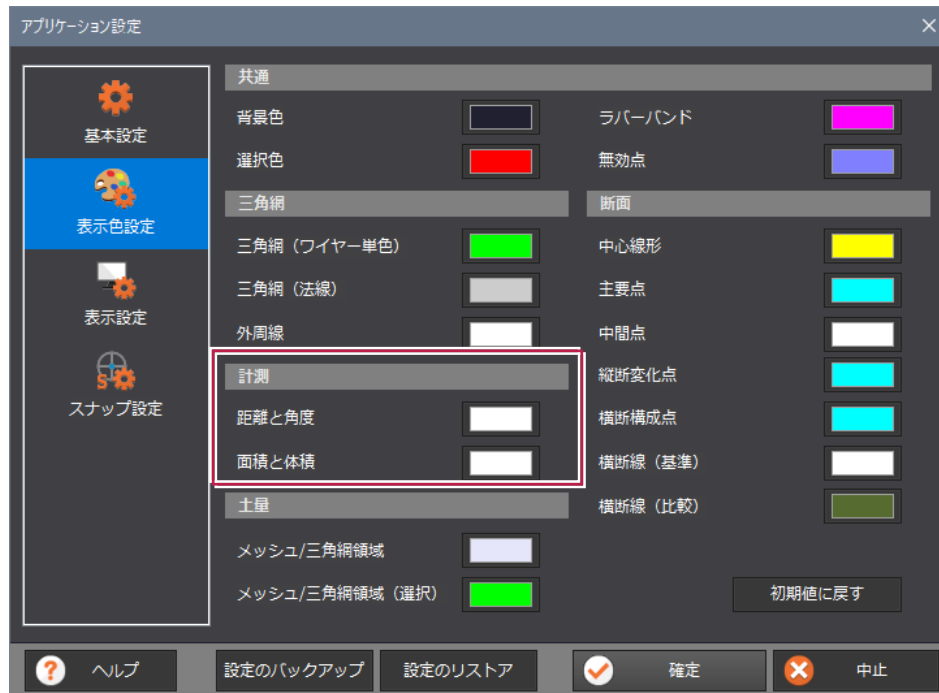 アプリケーション設定
基本設定
表示色設定
表示設定
スナップ設定
共通
背景色
ラバーバンド
選択色
無効点
三角網
三角網（ワイヤー単色）
三角網（法線）
外周線
計測
距離と角度
面積と体積
土量
メッシュ/三角網領域
メッシュ/三角網領域（選択）
断面
中心線形
主要点
中間点
縦断変化点
横断構成点
横断線（基準）
横断線（比較）
初期値に戻す
ヘルプ
設定のバックアップ
設定のリストア
確定
中止